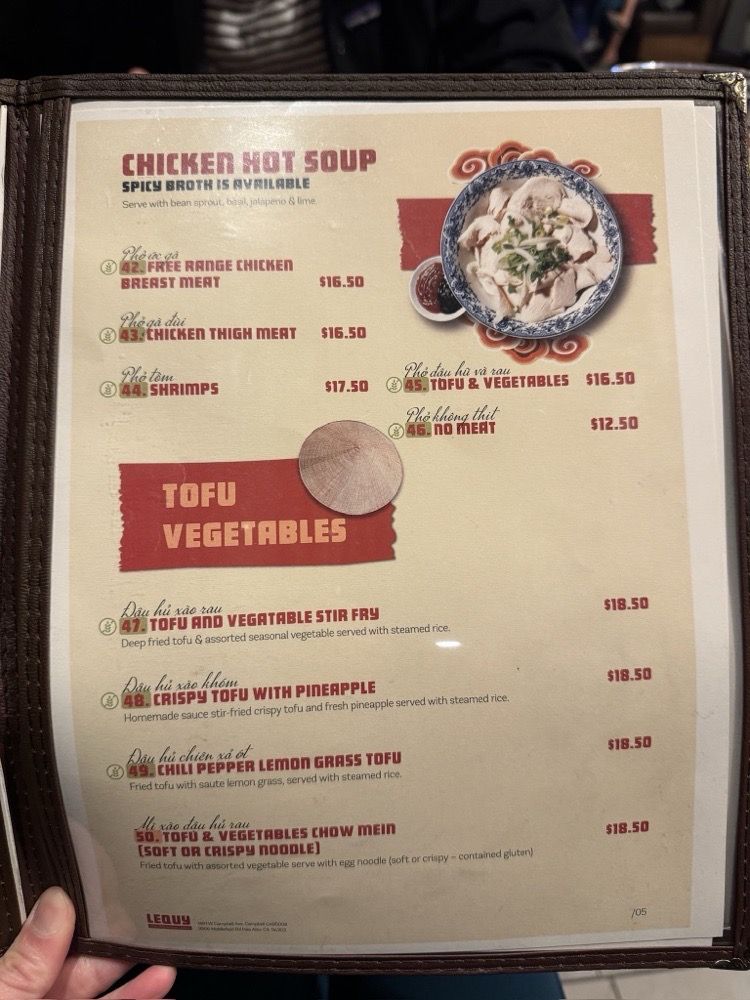 CHICKEN HOT SOUP
SPICY BROTH IS AVAILABLE
Serve with bean sprout, basil, jalapeno & lime.
Phở ức gà
42. FREE RANGE CHICKEN
BREAST MEAT $16.50
Phở gà đùi
43. CHICKEN THIGH MEAT $16.50
Phở tôm
44. SHRIMPS $17.50
Phở đậu hũ và rau
45. TOFU & VEGETABLES $16.50
Phở không thịt
46. NO MEAT $12.50
TOFU
VEGETABLES
Đậu hủ xào rau
47. TOFU AND VEGATABLE STIR FRY $18.50
Deep fried tofu & assorted seasonal vegetable served with steamed rice.
Đậu hủ xào khóm
48. CRISPY TOFU WITH PINEAPPLE $18.50
Homemade sauce stir-fried crispy tofu and fresh pineapple served with steamed rice.
Đậu hủ chiên xả ớt
49. CHILI PEPPER LEMON GRASS TOFU $18.50
Fried tofu with saute lemon grass, served with steamed rice.
Mì xào đậu hủ rau
50. TOFU & VEGETABLES CHOW MEIN $18.50
(SOFT OR CRISPY NOODLE)
Fried tofu with assorted vegetable serve with egg noodle (soft or crispy – contained gluten)
LEQUY
/05